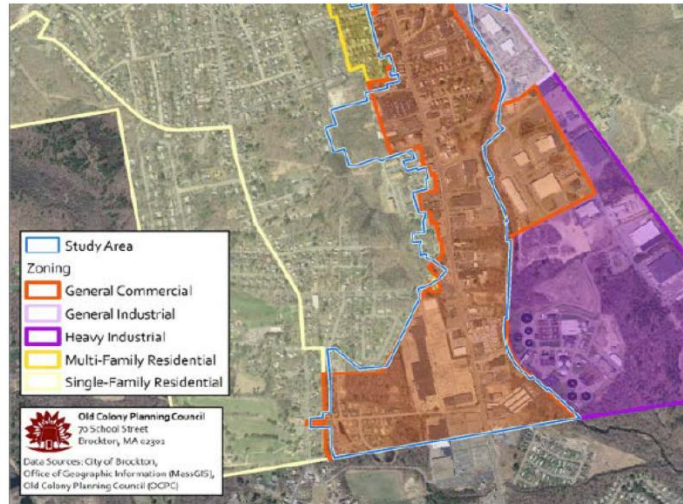 Study Area
Zoning
General Commercial
General Industrial
Heavy Industrial
Multi-Family Residential
Single-Family Residential
Old Colony Planning Council
70 School Street
Brockton, MA 02301
Data Sources: City of Brockton,
Office of Geographic Information (MassGIS),
Old Colony Planning Council (OCPC)